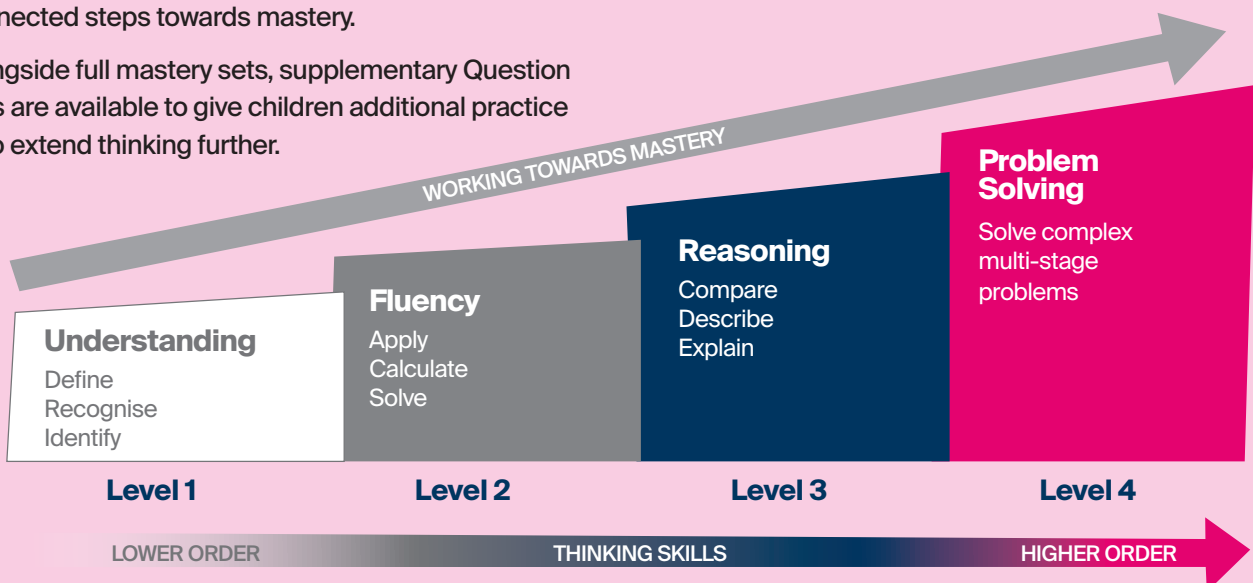 nected steps towards mastery.
ngside full mastery sets, supplementary Question
s are available to give children additional practice
o extend thinking further.
WORKING TOWARDS MASTERY
Understanding
Define
Recognise
Identify
Fluency
Apply
Calculate
Solve
Reasoning
Compare
Describe
Explain
Problem
Solving
Solve complex
multi-stage
problems
Level 1
Level 2
Level 3
Level 4
LOWER ORDER
THINKING SKILLS
HIGHER ORDER